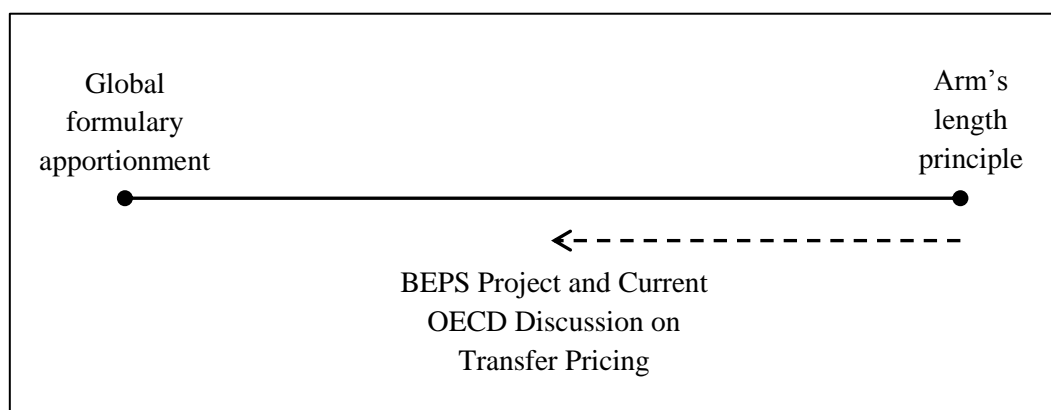 Global
formulary
apportionment
Arm’s
length
principle
BEPS Project and Current
OECD Discussion on
Transfer Pricing